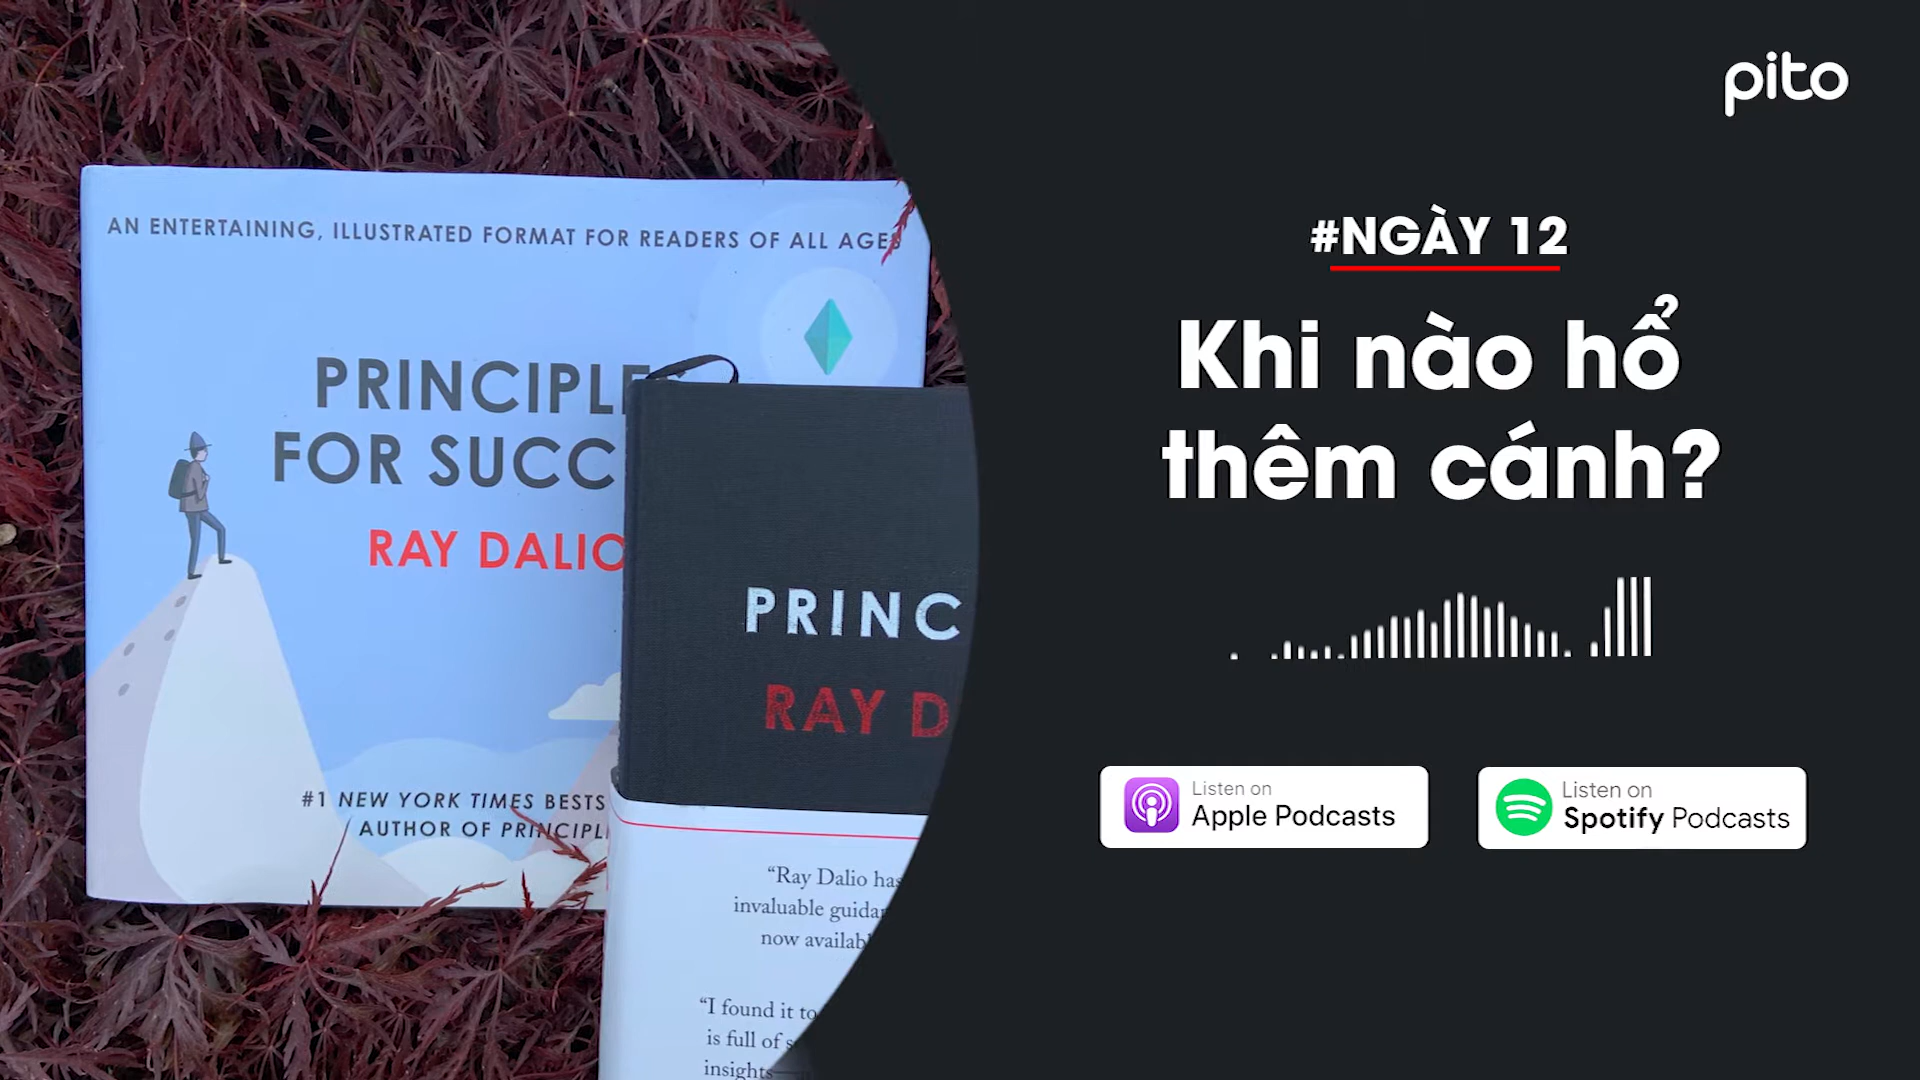 AN ENTERTAINING, ILLUSTRATED FORMAT FOR READERS OF ALL AGES
PRINCIPLE
FOR SUCC
RAY DALIO
#1 NEW YORK TIMES BESTS
AUTHOR OF PRINCIPL
PRINC
RAY D
“Ray Dalio has
invaluable guidan
now availab
“I found it to
is full of s
insights—
pito
#NGÀY 12
Khi nào hổ
thêm cánh?
Listen on
Apple Podcasts
Listen on
Spotify Podcasts